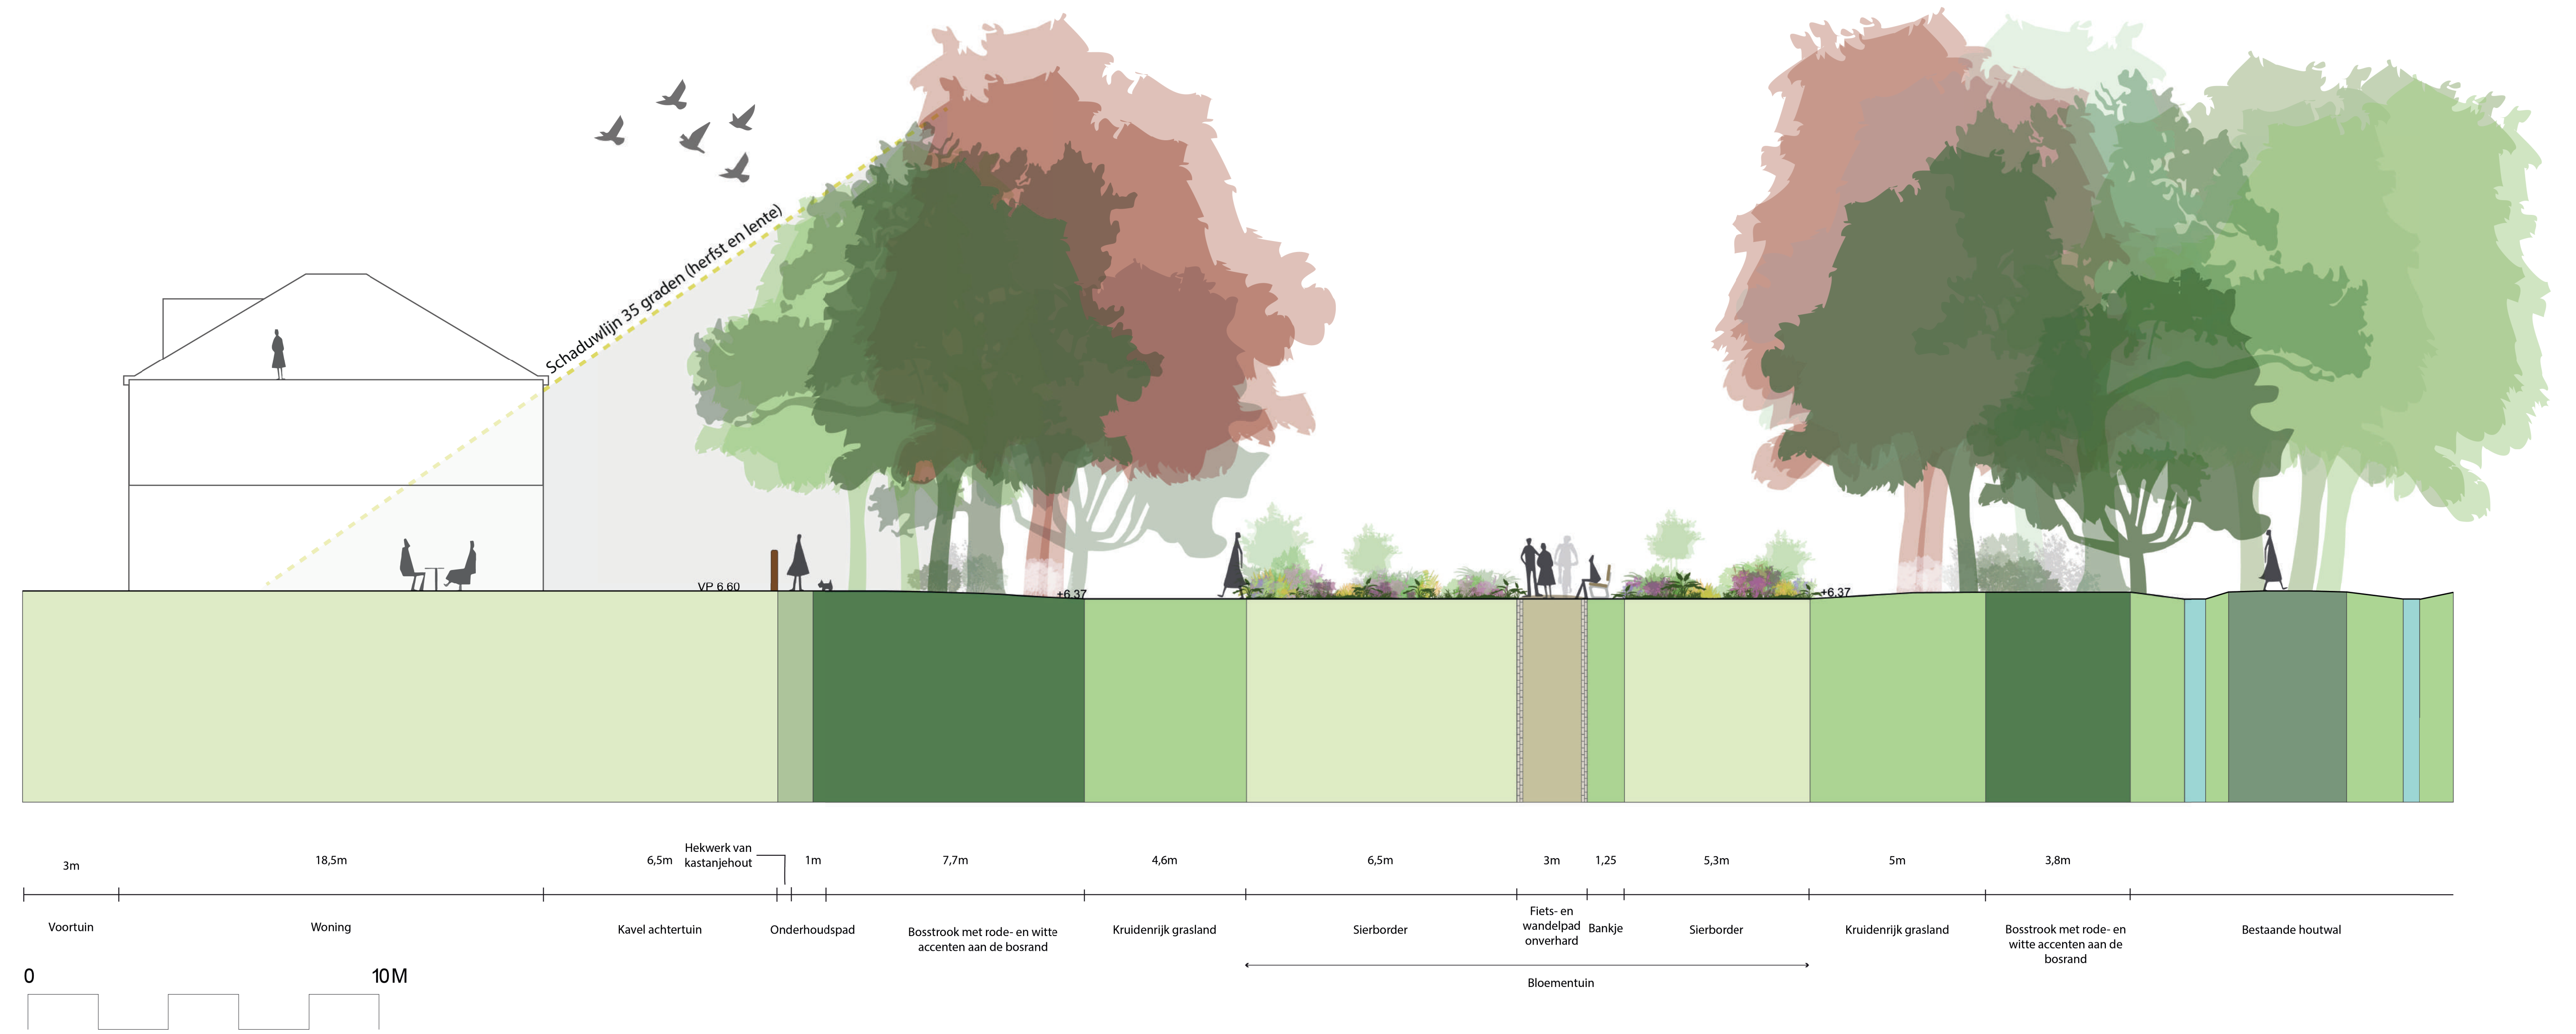 Schaduwlijn 35 graden (herfst en lente)
VP 6.60
+6.37
+6.37
3m
18,5m
6,5m
Hekwerk van
kastanjehout
1m
7,7m
4,6m
6,5m
3m
1,25
5,3m
5m
3,8m
Voortuin
Woning
Kavel achtertuin
Onderhoudspad
Bosstrook met rode- en witte
accenten aan de bosrand
Kruidenrijk grasland
Sierborder
Fiets- en
wandelpad
onverhard
Bankje
Sierborder
Kruidenrijk grasland
Bosstrook met rode- en
witte accenten aan de
bosrand
Bestaande houtwal
Bloementuin
0
10M